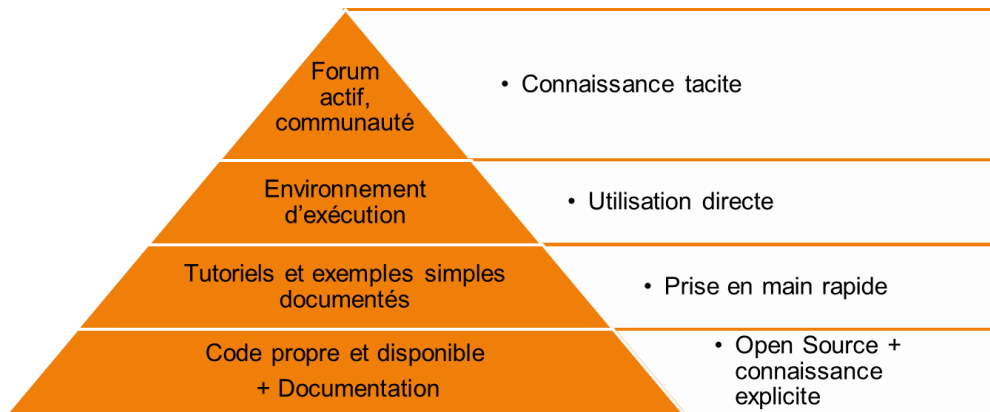 Forum
actif,
communauté
• Connaissance tacite
Environnement
d’exécution
• Utilisation directe
Tutoriels et exemples simples
documentés
• Prise en main rapide
Code propre et disponible
+ Documentation
• Open Source +
connaissance
explicite